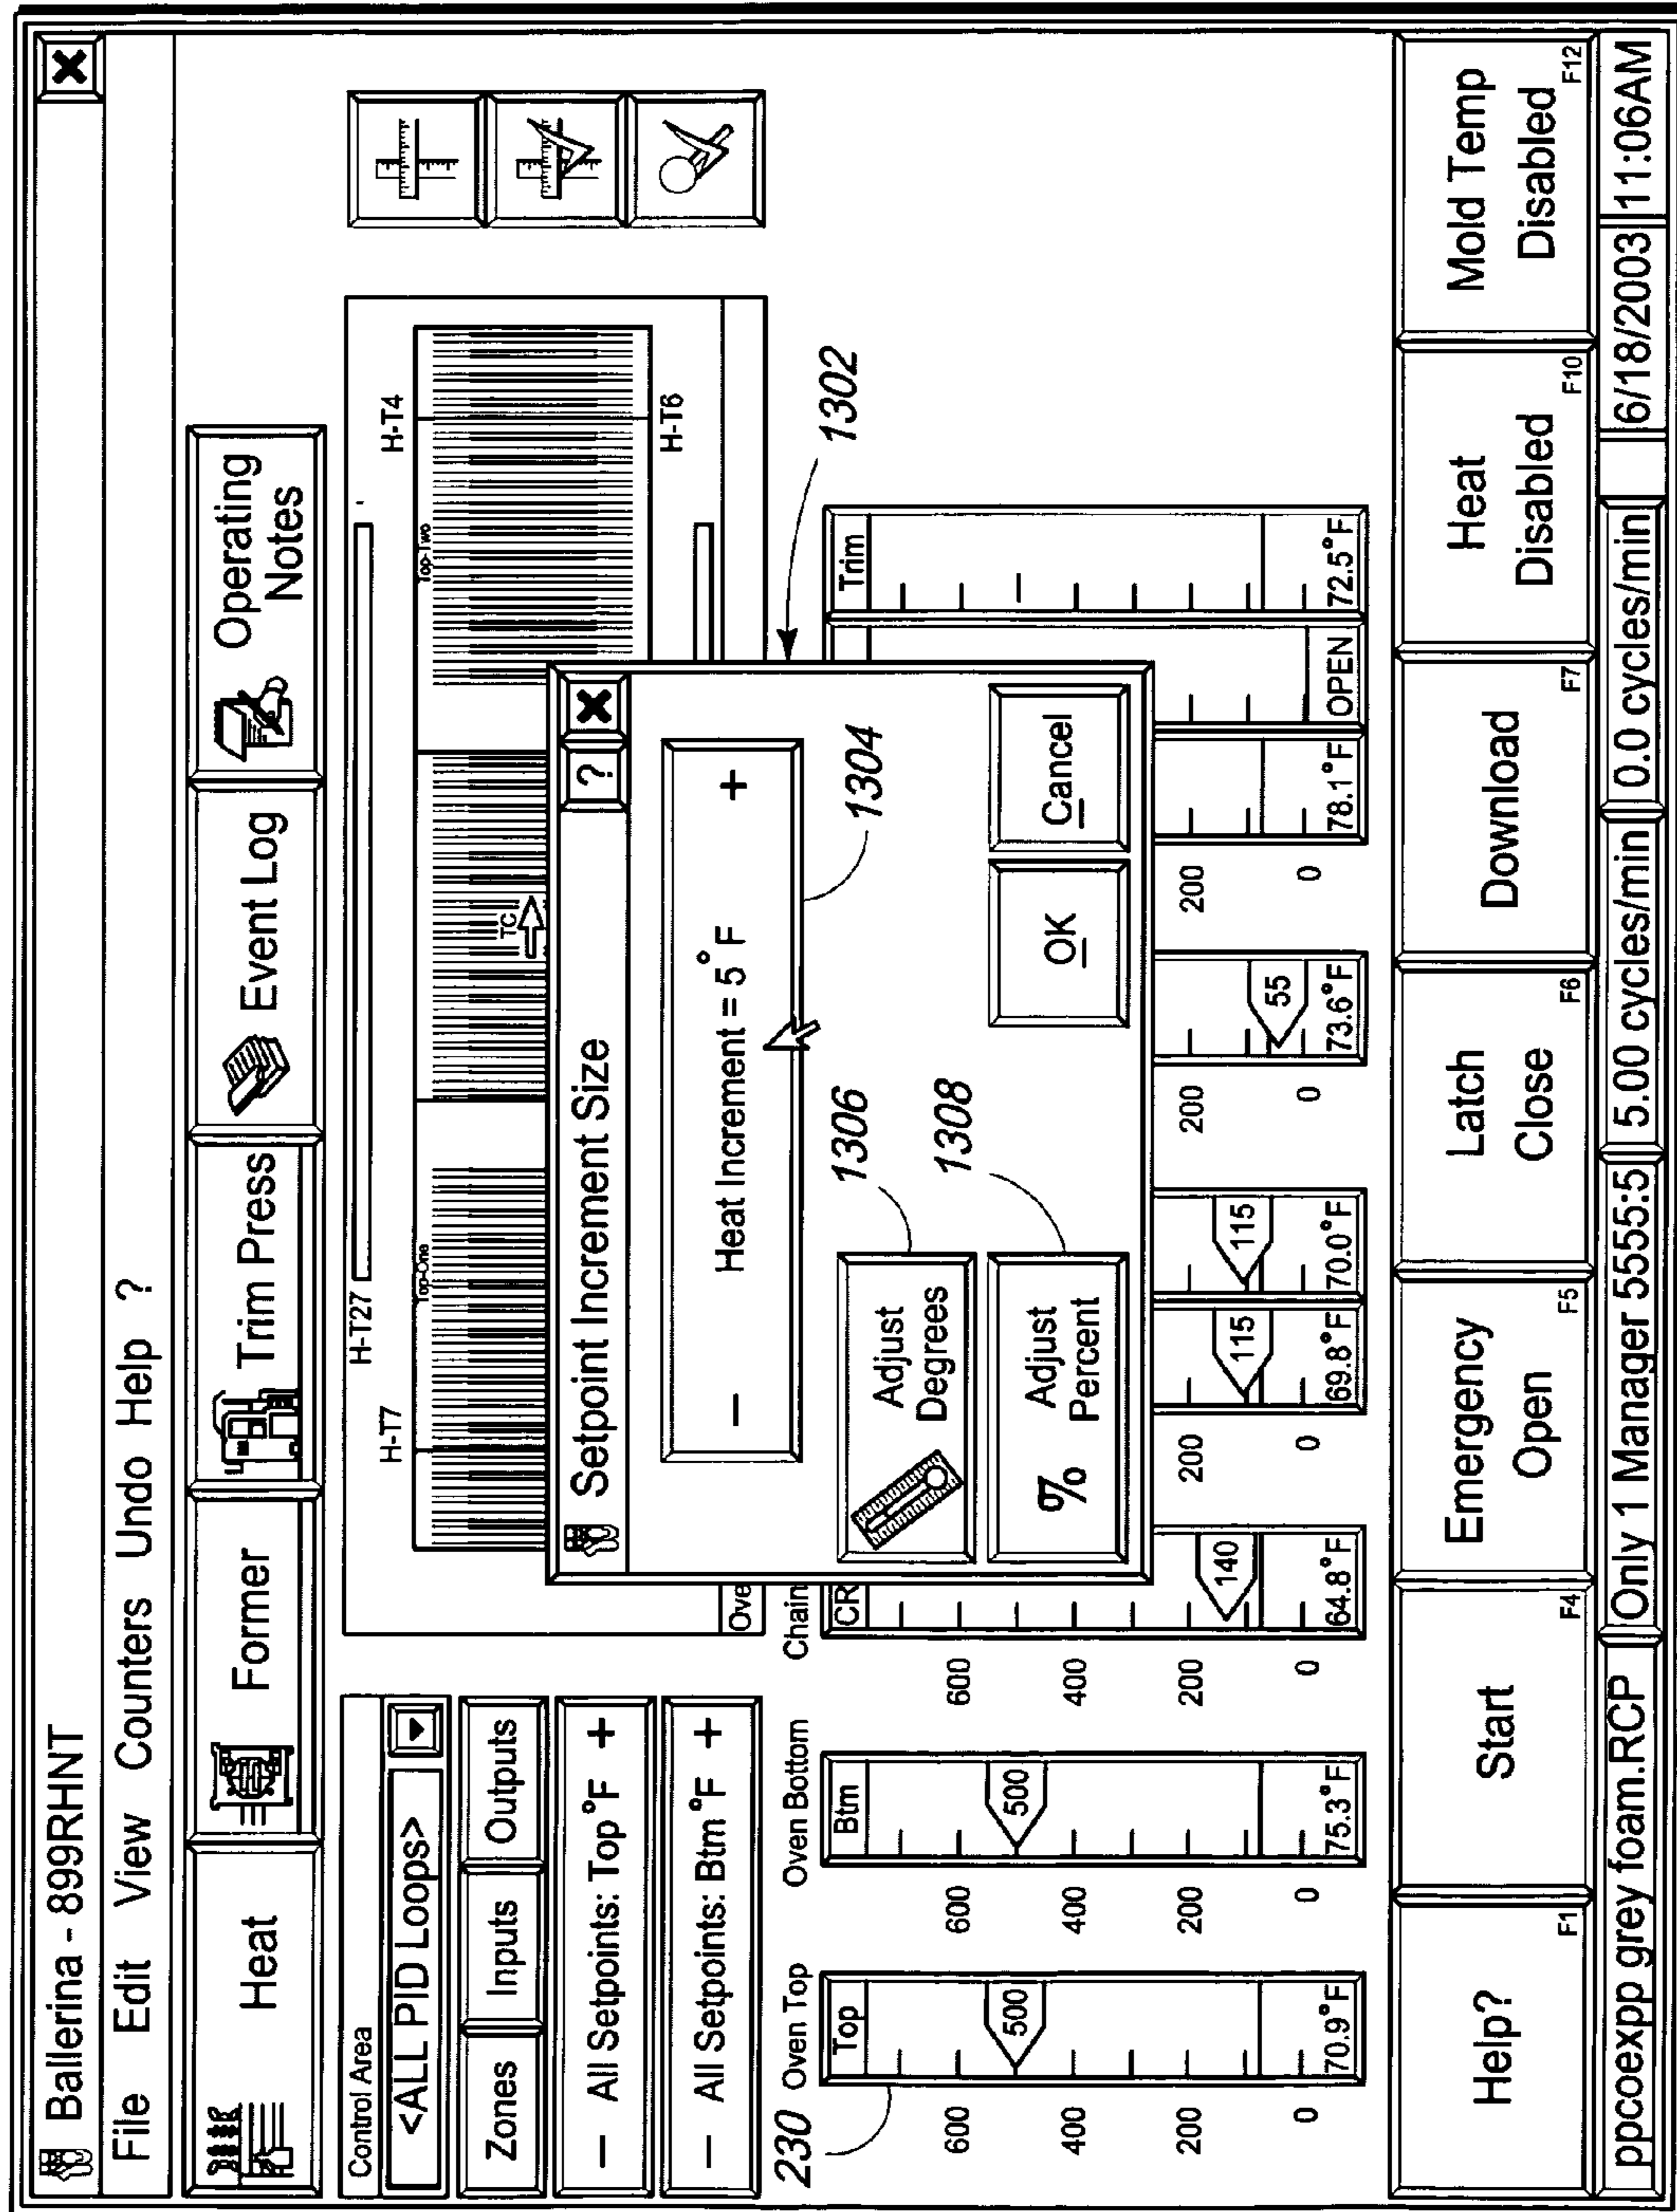 Ballerina - 899RHNT
File Edit View Counters Undo Help ?
Heat
Former
Trim Press
Event Log
Operating Notes
Control Area
<ALL PID Loops>
Zones Inputs Outputs
− All Setpoints: Top °F +
− All Setpoints: Btm °F +
H-T27
H-T7
H-T4
Top-One
Top-Two
TC
H-T6
Ove
1302
Setpoint Increment Size ?
− Heat Increment = 5°F +
1304
1306
Adjust Degrees
1308
% Adjust Percent
OK
Cancel
230
Oven Top
Top
600
400
200
0
500
70.9°F
Oven Bottom
Btm
600
400
200
0
500
75.3°F
Chain
CR
600
400
200
0
140
64.8°F
200
0
115
69.8°F
115
70.0°F
200
0
55
73.6°F
200
0
78.1°F
OPEN
Trim
72.5°F
Help? F1
Start F4
Emergency Open F5
Latch Close F6
Download F7
Heat Disabled F10
Mold Temp Disabled F12
ppcoexpp grey foam.RCP Only 1 Manager 5555:5 5.00 cycles/min 0.0 cycles/min 6/18/2003 11:06AM